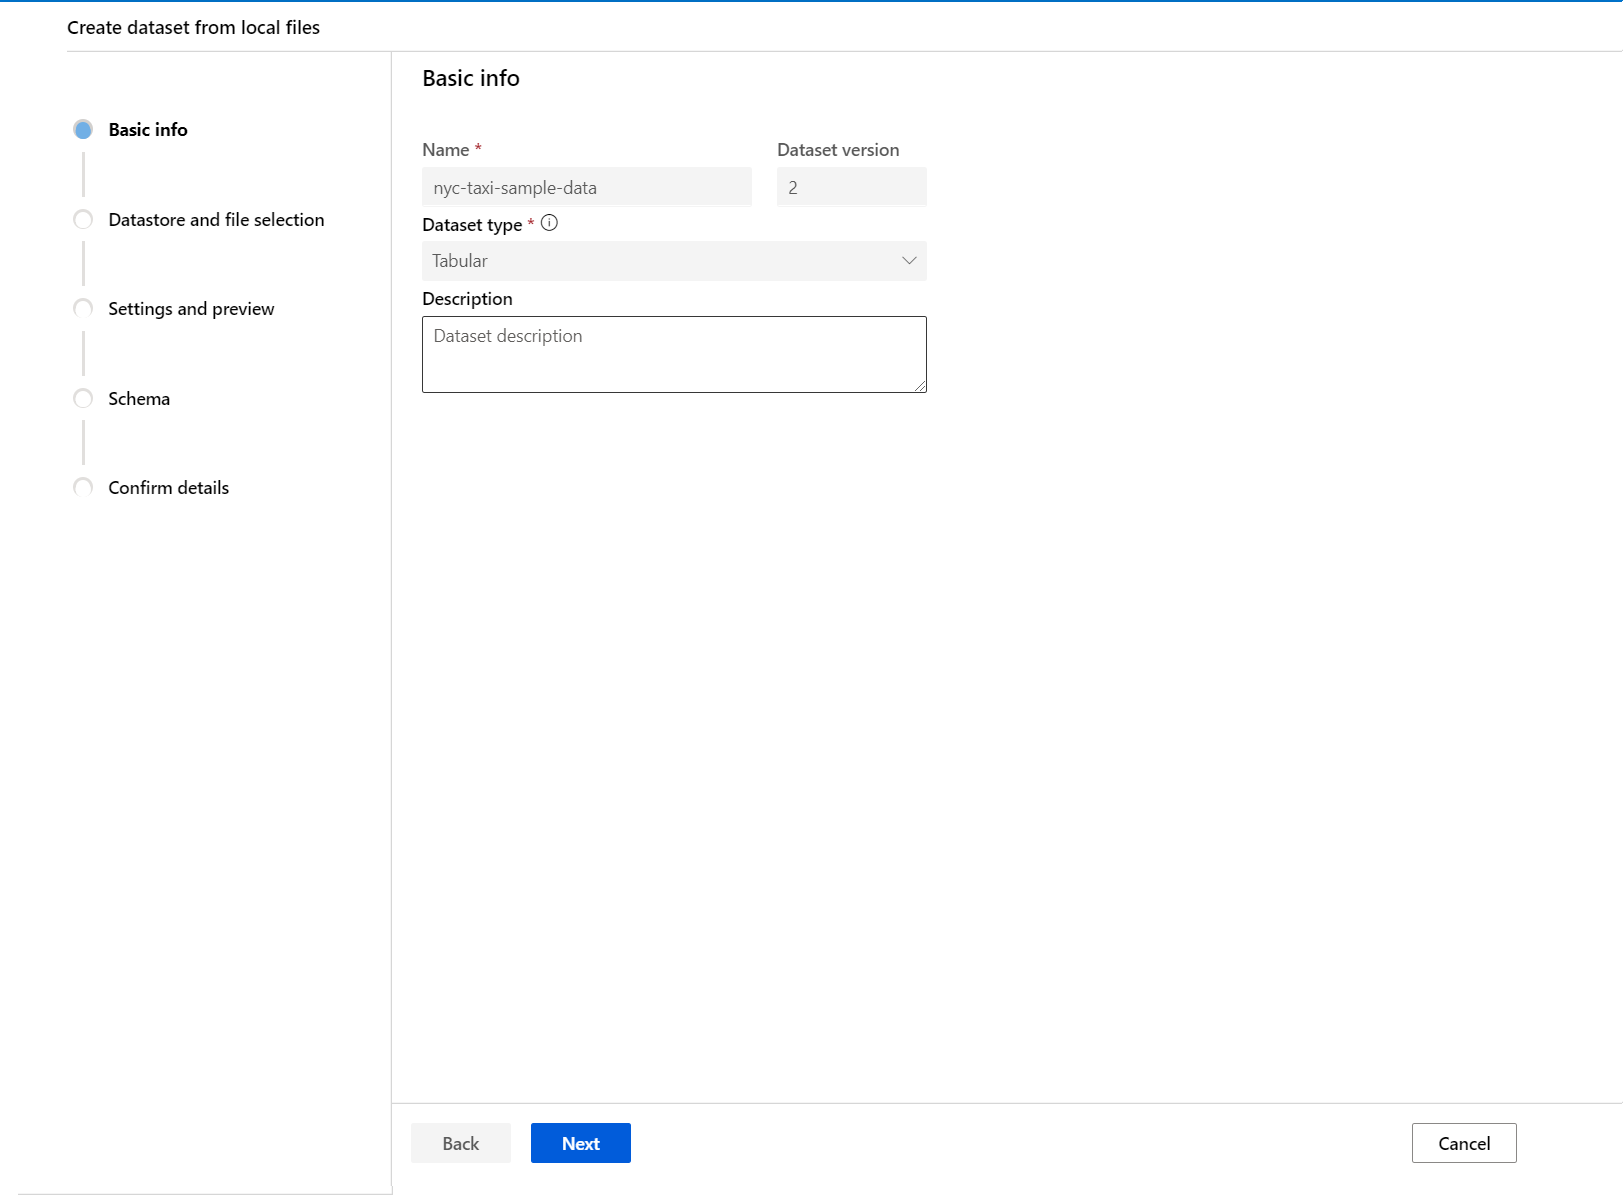 Create dataset from local files
Basic info
Datastore and file selection
Settings and preview
Schema
Confirm details
Basic info
Name *
Dataset version
nyc-taxi-sample-data
2
Dataset type *
Tabular
Description
Dataset description
Back
Next
Cancel